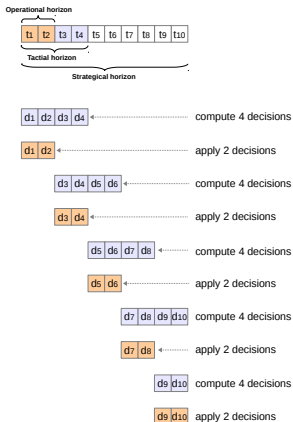 Operational horizon
t1 t2 t3 t4 t5 t6 t7 t8 t9 t10
Tactial horizon
Strategical horizon
d1 d2 d3 d4 compute 4 decisions
d1 d2 apply 2 decisions
d3 d4 d5 d6 compute 4 decisions
d3 d4 apply 2 decisions
d5 d6 d7 d8 compute 4 decisions
d5 d6 apply 2 decisions
d7 d8 d9 d10 compute 4 decisions
d7 d8 apply 2 decisions
d9 d10 compute 4 decisions
d9 d10 apply 2 decisions